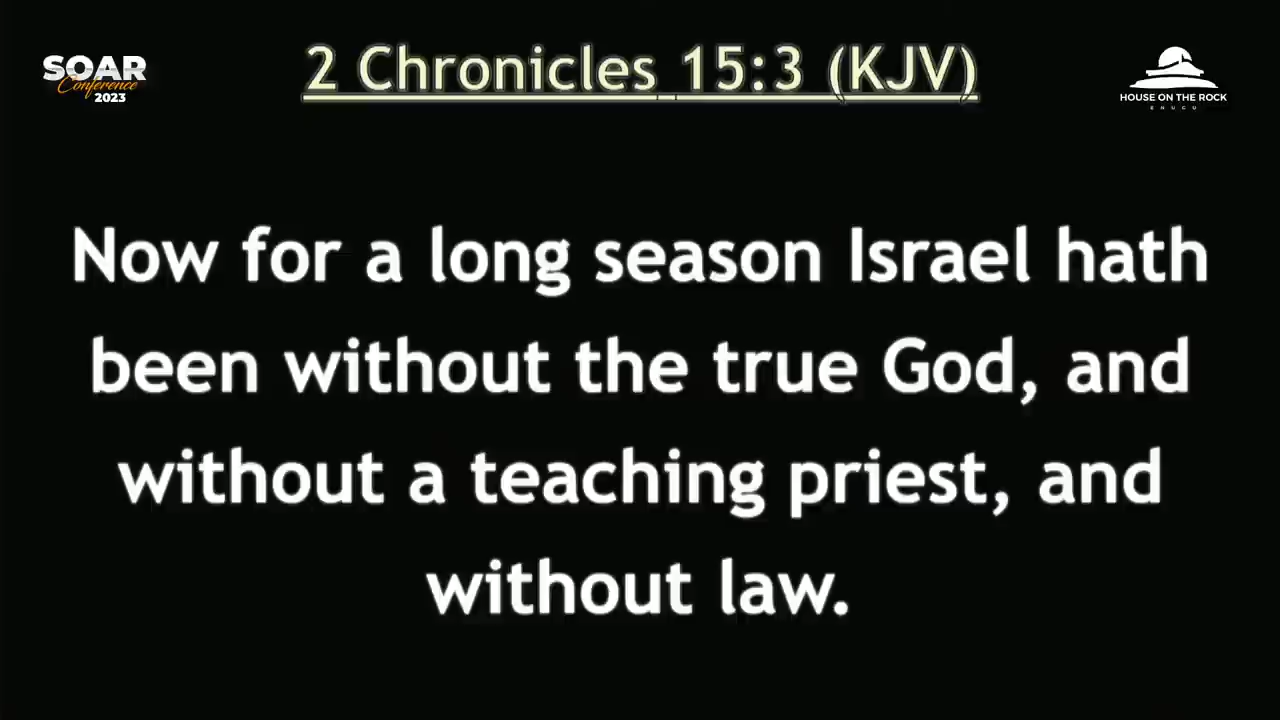 SOAR
Conference
2023
2 Chronicles 15:3 (KJV)
HOUSE ON THE ROCK
ENUGU
Now for a long season Israel hath
been without the true God, and
without a teaching priest, and
without law.